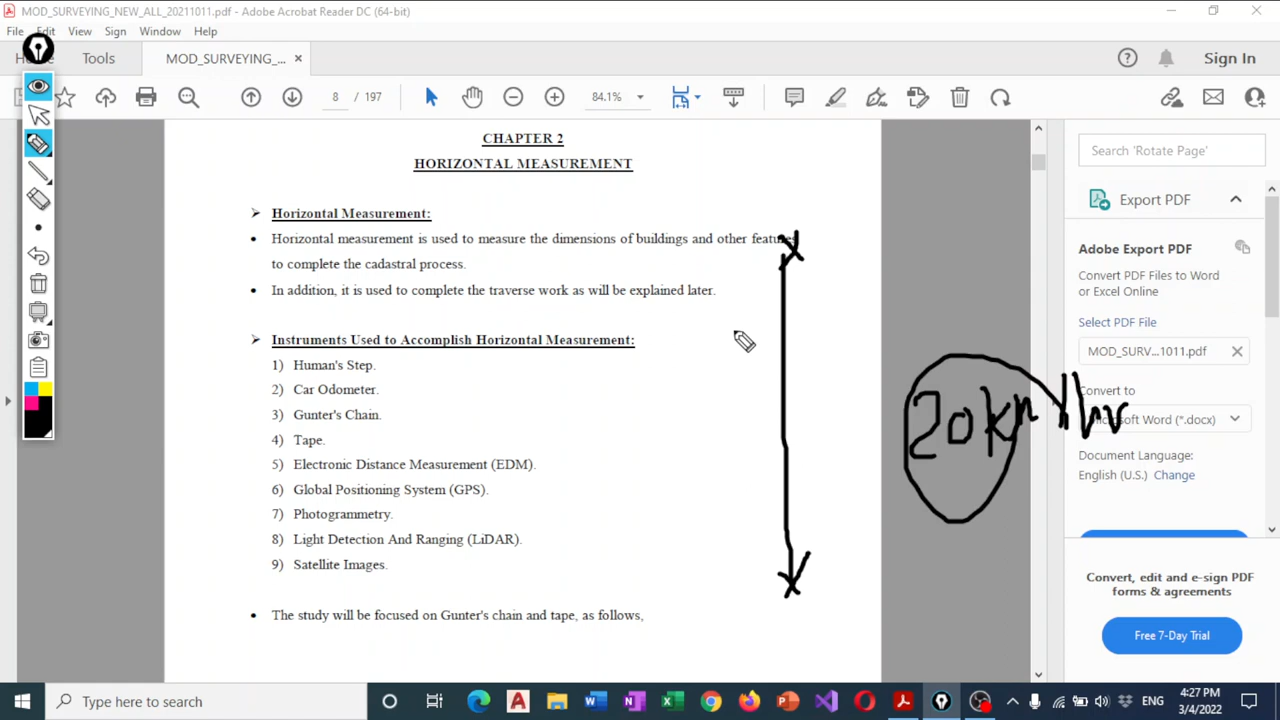 MOD_SURVEYING_NEW_ALL_20211011.pdf - Adobe Acrobat Reader DC (64-bit)
File Edit View Sign Window Help
Tools MOD_SURVEYING_... × Sign In
8 / 197 84.1%
CHAPTER 2
HORIZONTAL MEASUREMENT
➢ Horizontal Measurement:
• Horizontal measurement is used to measure the dimensions of buildings and other features
to complete the cadastral process.
• In addition, it is used to complete the traverse work as will be explained later.
➢ Instruments Used to Accomplish Horizontal Measurement:
1) Human's Step.
2) Car Odometer.
3) Gunter's Chain.
4) Tape.
5) Electronic Distance Measurement (EDM).
6) Global Positioning System (GPS).
7) Photogrammetry.
8) Light Detection And Ranging (LiDAR).
9) Satellite Images.
• The study will be focused on Gunter's chain and tape, as follows,
20 km/hr
Search 'Rotate Page'
Export PDF
Adobe Export PDF
Convert PDF Files to Word
or Excel Online
Select PDF File
MOD_SURV...1011.pdf
Convert to
Microsoft Word (*.docx)
Document Language:
English (U.S.) Change
Convert, edit and e-sign PDF
forms & agreements
Free 7-Day Trial
Type here to search
ENG
4:27 PM
3/4/2022